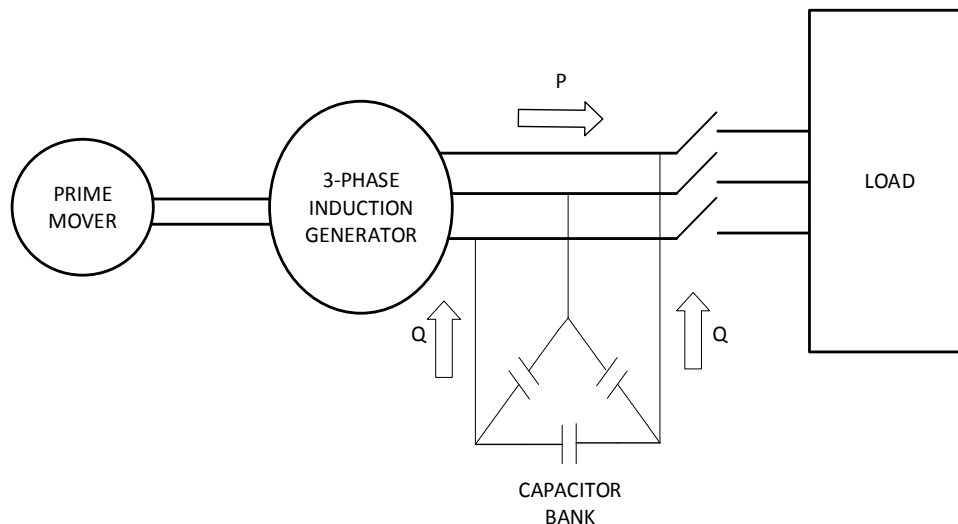 P
PRIME
MOVER
3-PHASE
INDUCTION
GENERATOR
LOAD
Q
Q
CAPACITOR
BANK